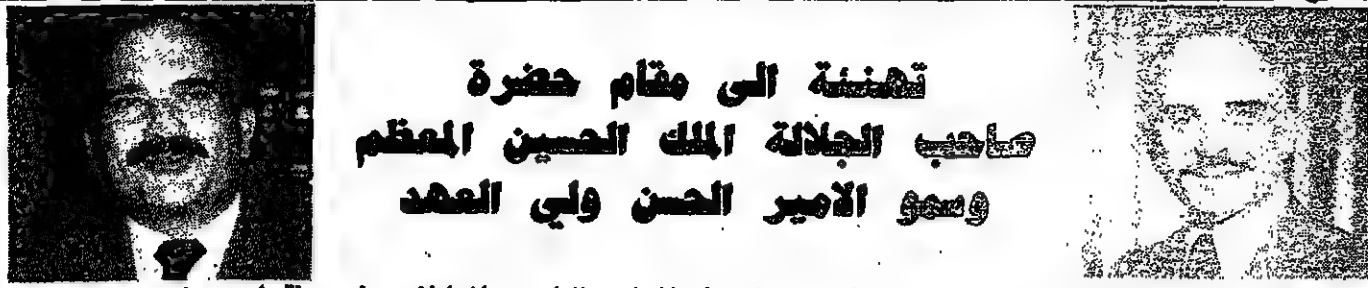 تهنئة الى مقام حضرة
صاحب الجلالة الملك الحسين المعظم
وسمو الامير الحسن ولي العهد